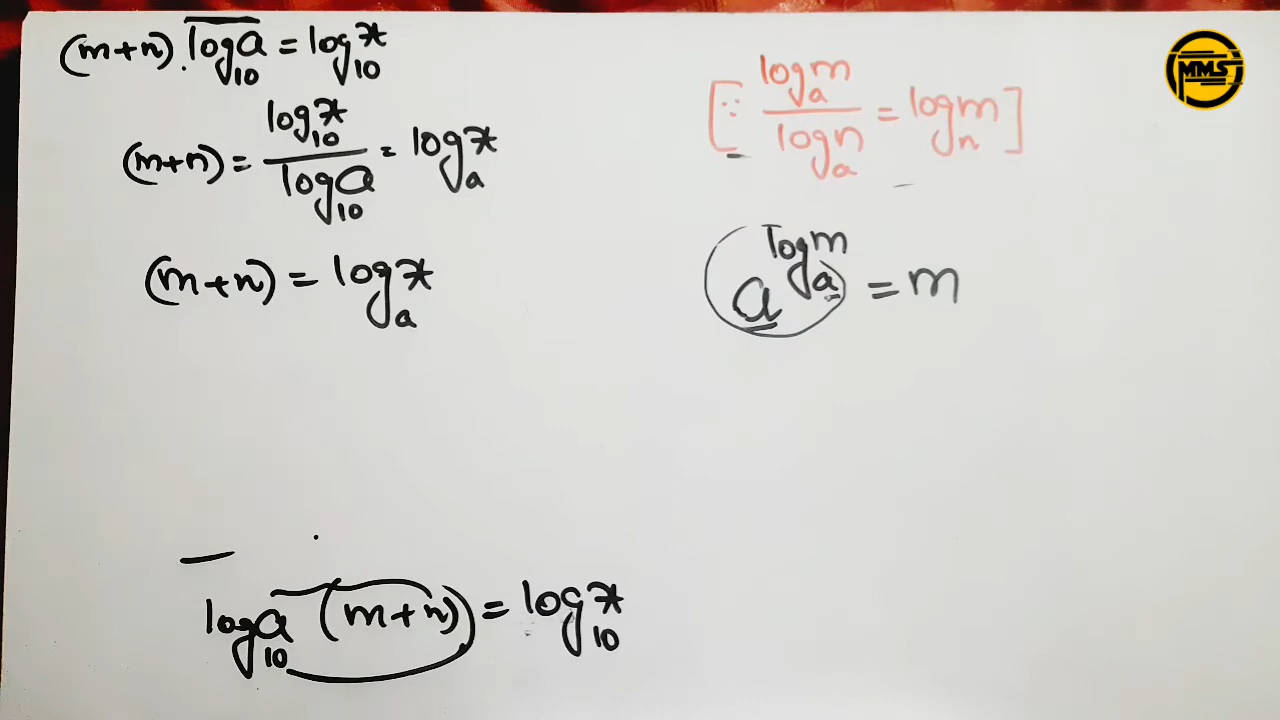 (m+n) . log₁₀ a = log₁₀ x
(m+n) = log₁₀ x / log₁₀ a = logₐ x
(m+n) = logₐ x
[∵ logₐ m / logₐ n = logₙ m]
a^(logₐ m) = m
log₁₀ a (m+n) = log₁₀ x
MMS